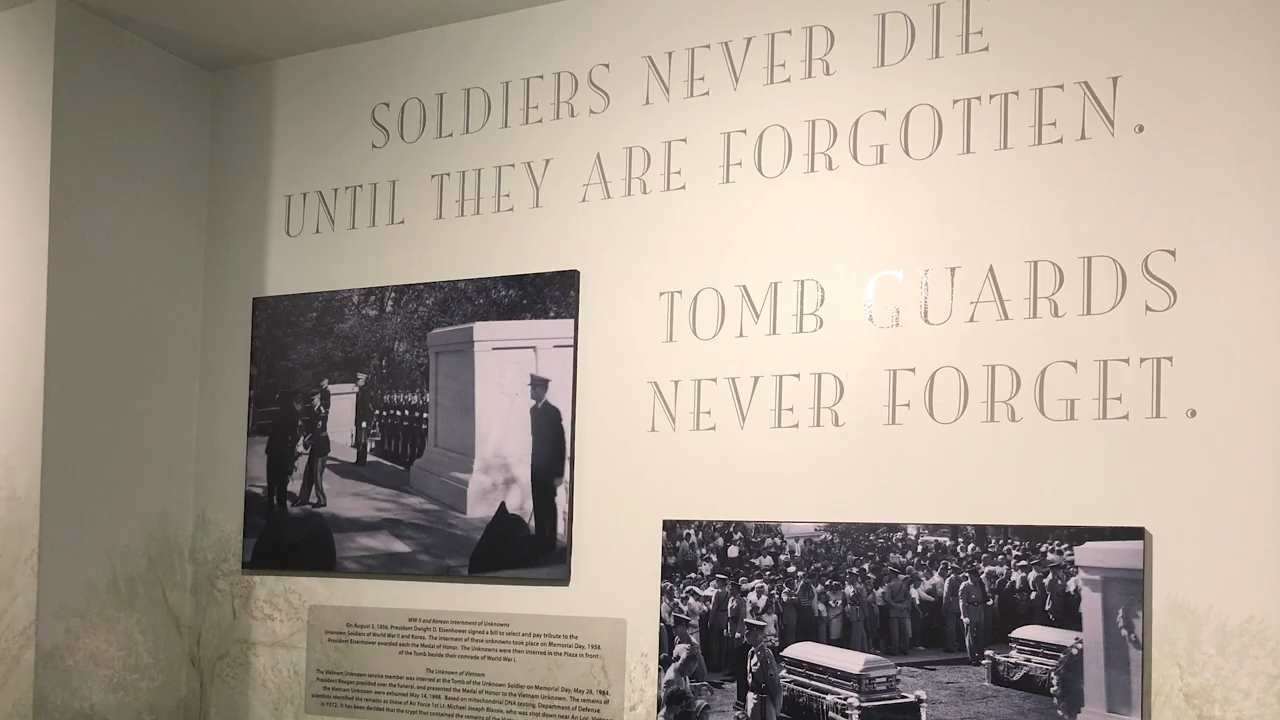 SOLDIERS NEVER DIE
UNTIL THEY ARE FORGOTTEN.
TOMB GUARDS
NEVER FORGET.
WW II and Korean Internment of Unknowns
On August 3, 1956, President Dwight D. Eisenhower signed a bill to select and pay tribute to the
Unknown Soldiers of World War II and Korea. The interment of these unknowns took place on Memorial Day, 1958.
President Eisenhower awarded each the Medal of Honor. The Unknowns were then interred in the Plaza in front
of the Tomb beside their comrade of World War I.
The Unknown of Vietnam
The Vietnam Unknown service member was interred at the Tomb of the Unknown Soldier on Memorial Day, May 28, 1984.
President Reagan presided over the funeral, and presented the Medal of Honor to the Vietnam Unknown. The remains of
the Vietnam Unknown were exhumed May 14, 1998. Based on mitochondrial DNA testing, Department of Defense
scientists identified the remains as those of Air Force 1st Lt. Michael Joseph Blassie, who was shot down near An Loc, Vietnam
in 1972. It has been decided that the crypt that contained the remains of the